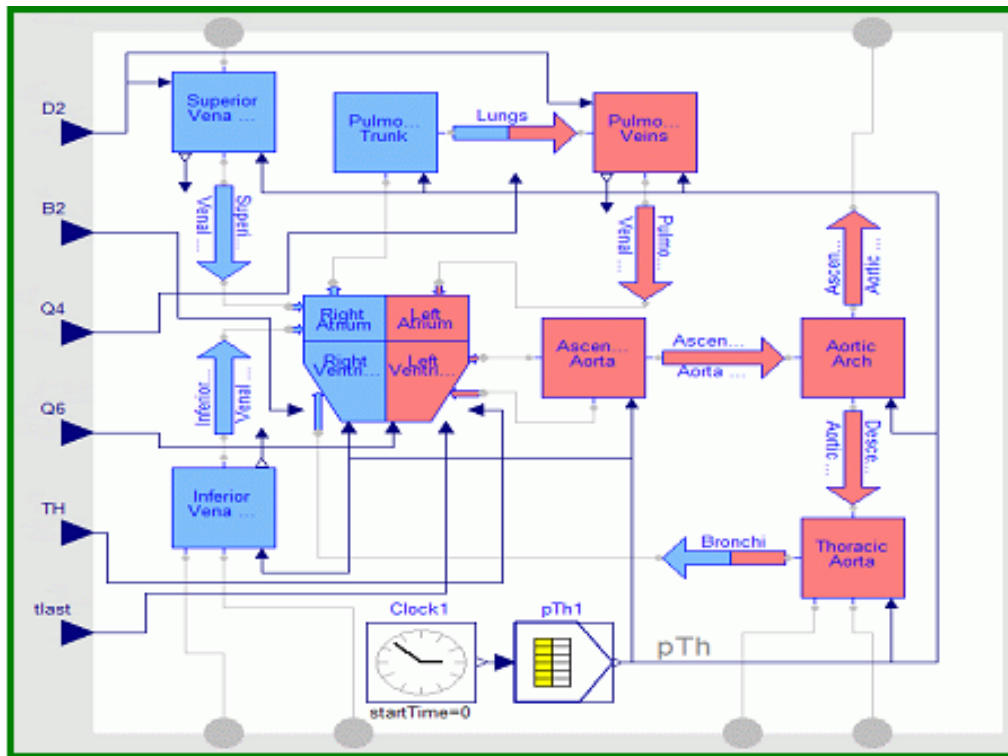 D2
Superior
Vena ...
Pulmo...
Trunk
Lungs
Pulmo...
Veins
B2
Superi...
Venal ...
Pulmo...
Venal ...
Ascen...
Aortic ...
Q4
Right
Atrium
Left
Atrium
Right
Ventri...
Left
Ventri...
Ascen...
Aorta
Ascen...
Aorta ...
Aortic
Arch
Inferior...
Venal ...
Desce...
Aortic ...
Q6
Inferior
Vena ...
TH
Bronchi
Thoracic
Aorta
tlast
Clock1
pTh1
pTh
startTime=0